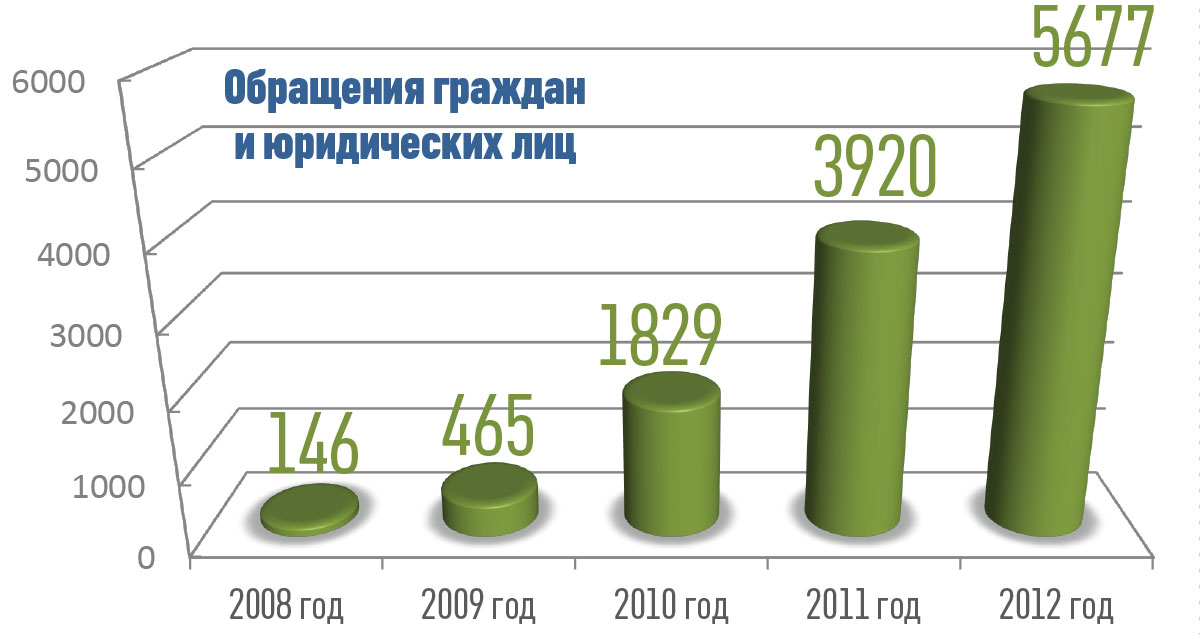 5677
6000
Обращения граждан
и юридических лиц
5000
3920
4000
3000
1829
2000
465
146
1000
0
2008 год
2009 год
2010 год
2011 год
2012 год